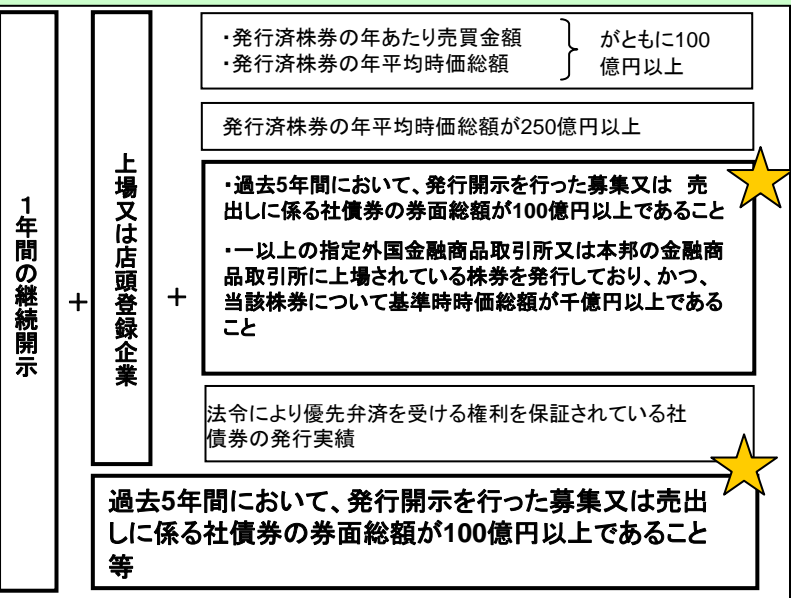 1年間の継続開示
＋
上場又は店頭登録企業
＋
・発行済株券の年あたり売買金額
・発行済株券の年平均時価総額
がともに100
億円以上
発行済株券の年平均時価総額が250億円以上
・過去5年間において、発行開示を行った募集又は 売
出しに係る社債券の券面総額が100億円以上であること
・一以上の指定外国金融商品取引所又は本邦の金融商
品取引所に上場されている株券を発行しており、かつ、
当該株券について基準時時価総額が千億円以上である
こと
法令により優先弁済を受ける権利を保証されている社
債券の発行実績
過去5年間において、発行開示を行った募集又は売出
しに係る社債券の券面総額が100億円以上であること
等